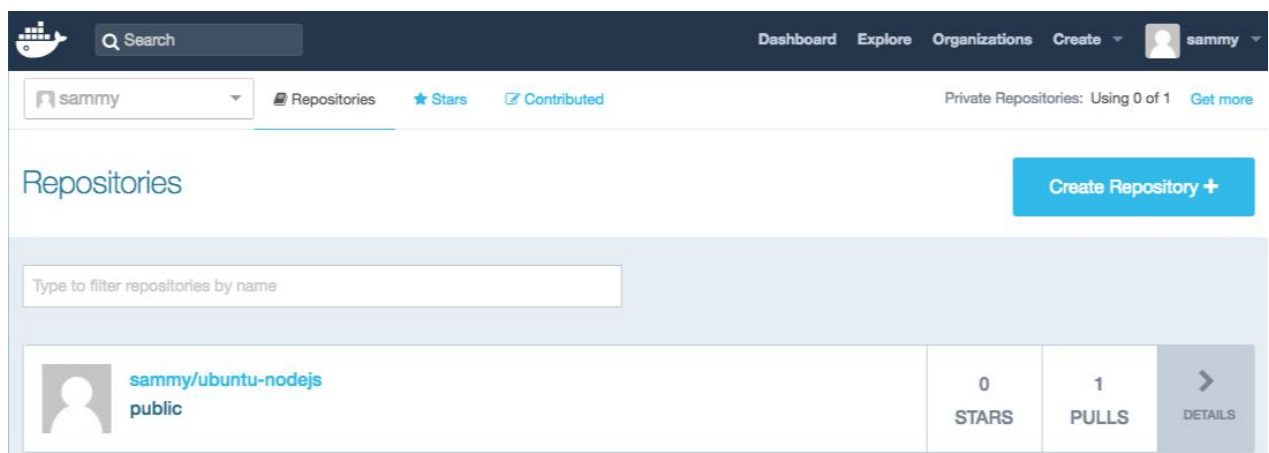 Search Dashboard Explore Organizations Create sammy
sammy Repositories Stars Contributed Private Repositories: Using 0 of 1 Get more
Repositories Create Repository +
Type to filter repositories by name
sammy/ubuntu-nodejs
public
0 1
STARS PULLS DETAILS